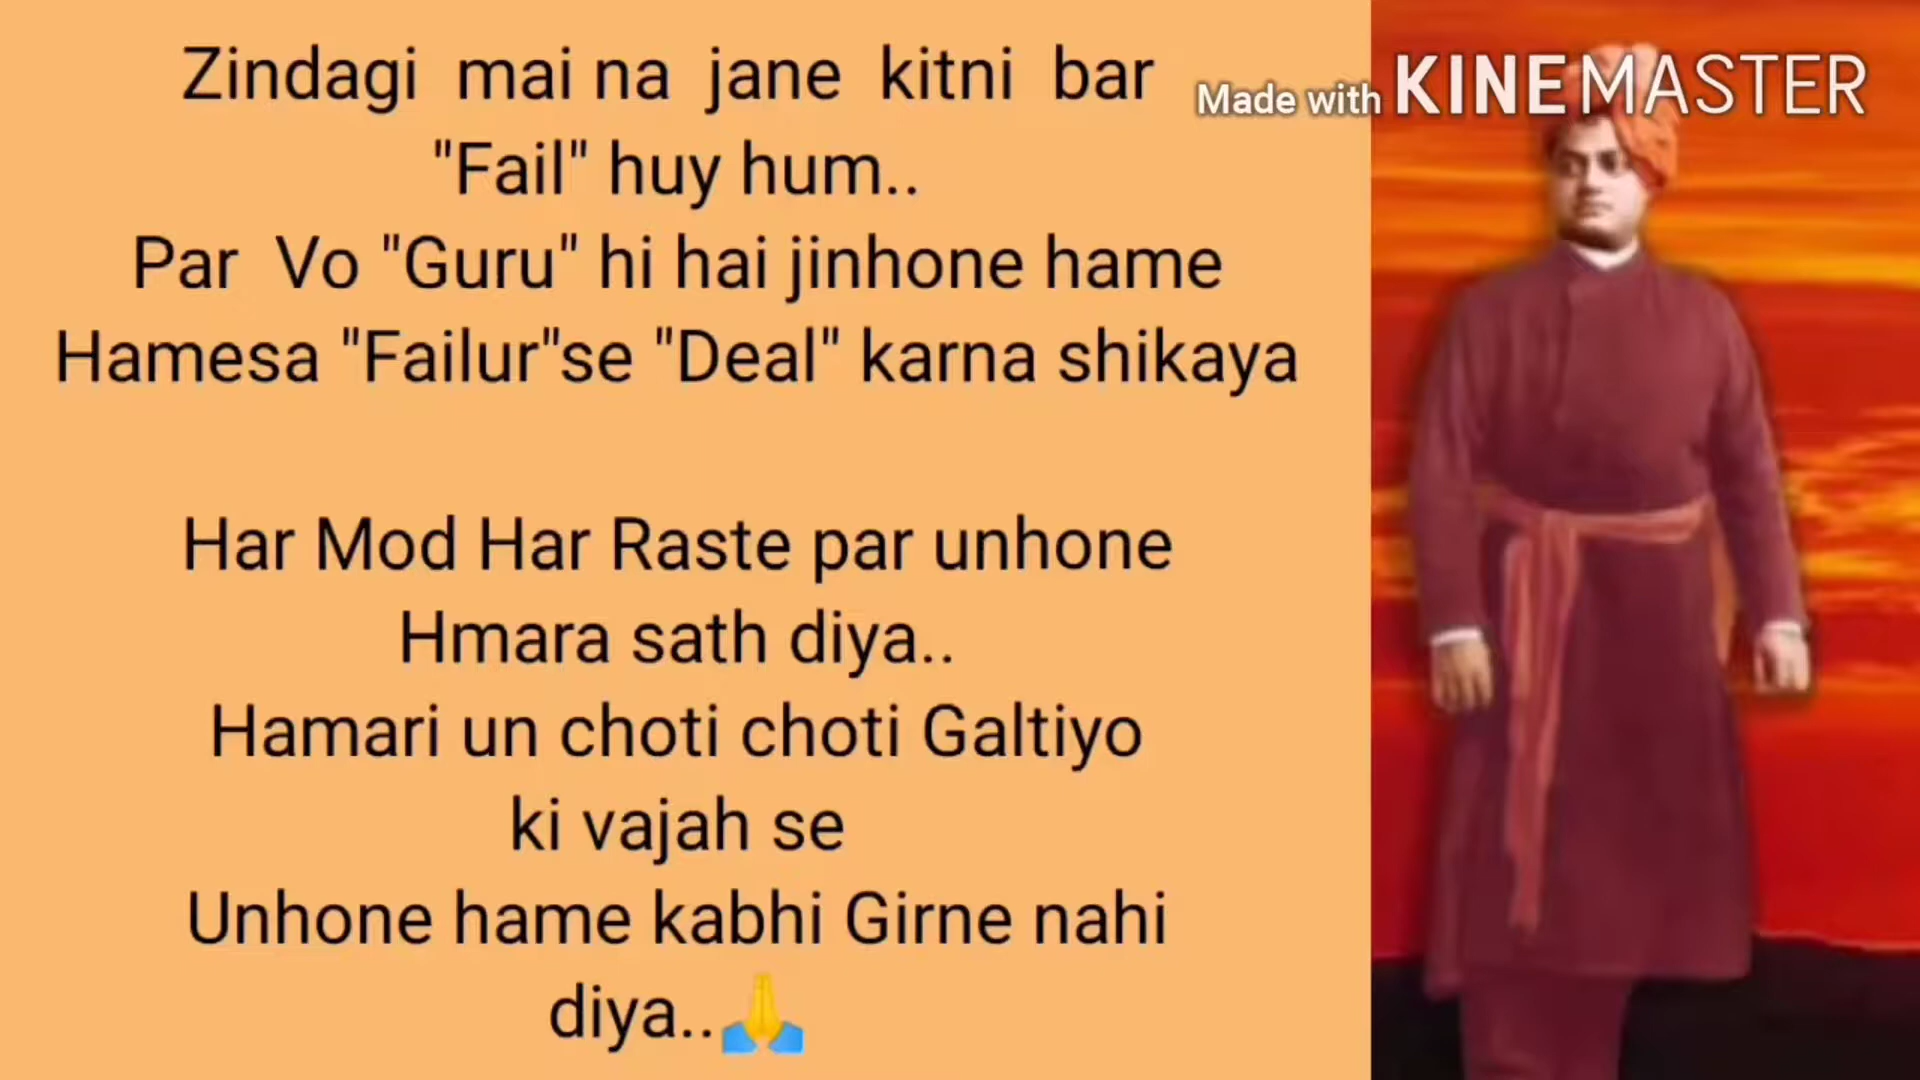 Zindagi mai na jane kitni bar
"Fail" huy hum..
Par Vo "Guru" hi hai jinhone hame
Hamesa "Failur"se "Deal" karna shikaya
Har Mod Har Raste par unhone
Hmara sath diya..
Hamari un choti choti Galtiyo
ki vajah se
Unhone hame kabhi Girne nahi
diya..🙏
Made with KINEMASTER